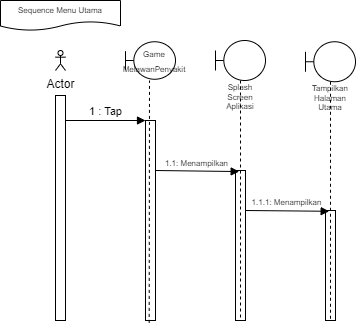 Sequence Menu Utama
Game
MelawanPenyakit
Actor
Splash
Screen
Aplikasi
Tampilkan
Halaman
Utama
1 : Tap
1.1: Menampilkan
1.1.1: Menampilkan